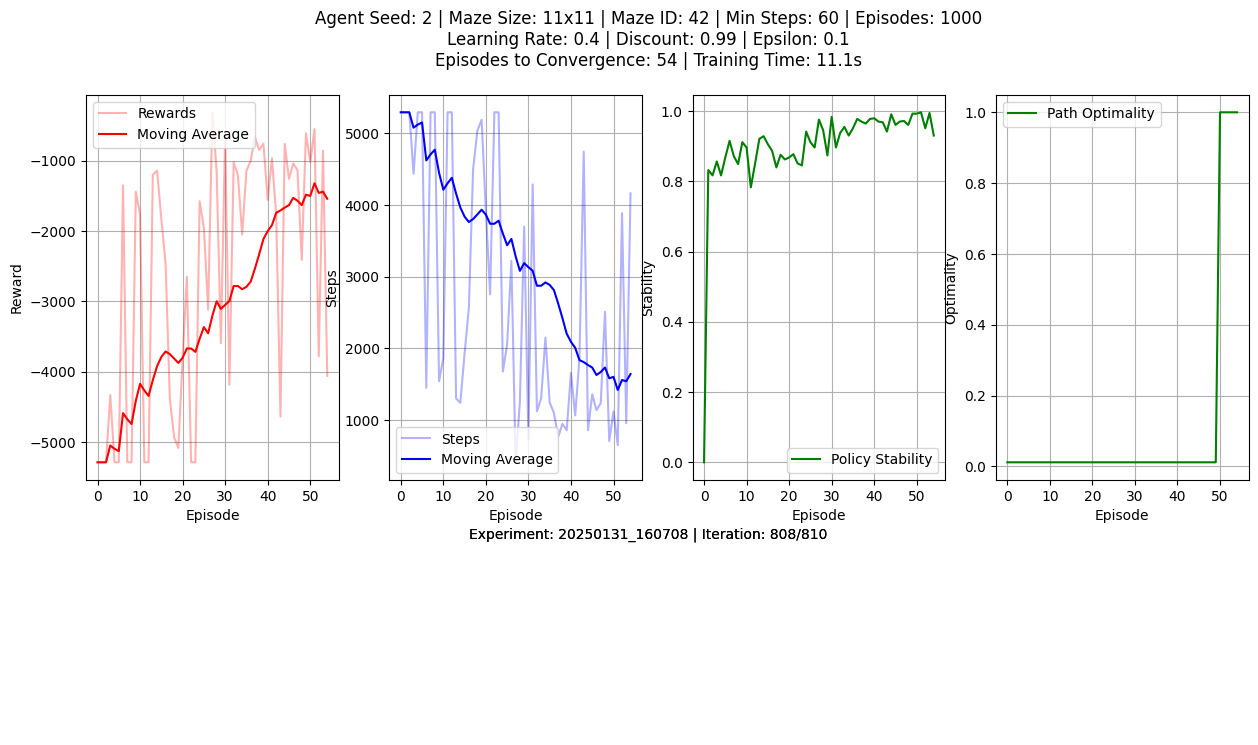 Agent Seed: 2 | Maze Size: 11x11 | Maze ID: 42 | Min Steps: 60 | Episodes: 1000
Learning Rate: 0.4 | Discount: 0.99 | Epsilon: 0.1
Episodes to Convergence: 54 | Training Time: 11.1s
Rewards
Moving Average
−1000
−2000
−3000
−4000
−5000
Reward
0 10 20 30 40 50
Episode
5000
4000
3000
2000
1000
Steps
Steps
Moving Average
0 10 20 30 40 50
Episode
1.0
0.8
0.6
0.4
0.2
0.0
Stability
Policy Stability
0 10 20 30 40 50
Episode
Path Optimality
1.0
0.8
0.6
0.4
0.2
0.0
Optimality
0 10 20 30 40 50
Episode
Experiment: 20250131_160708 | Iteration: 808/810